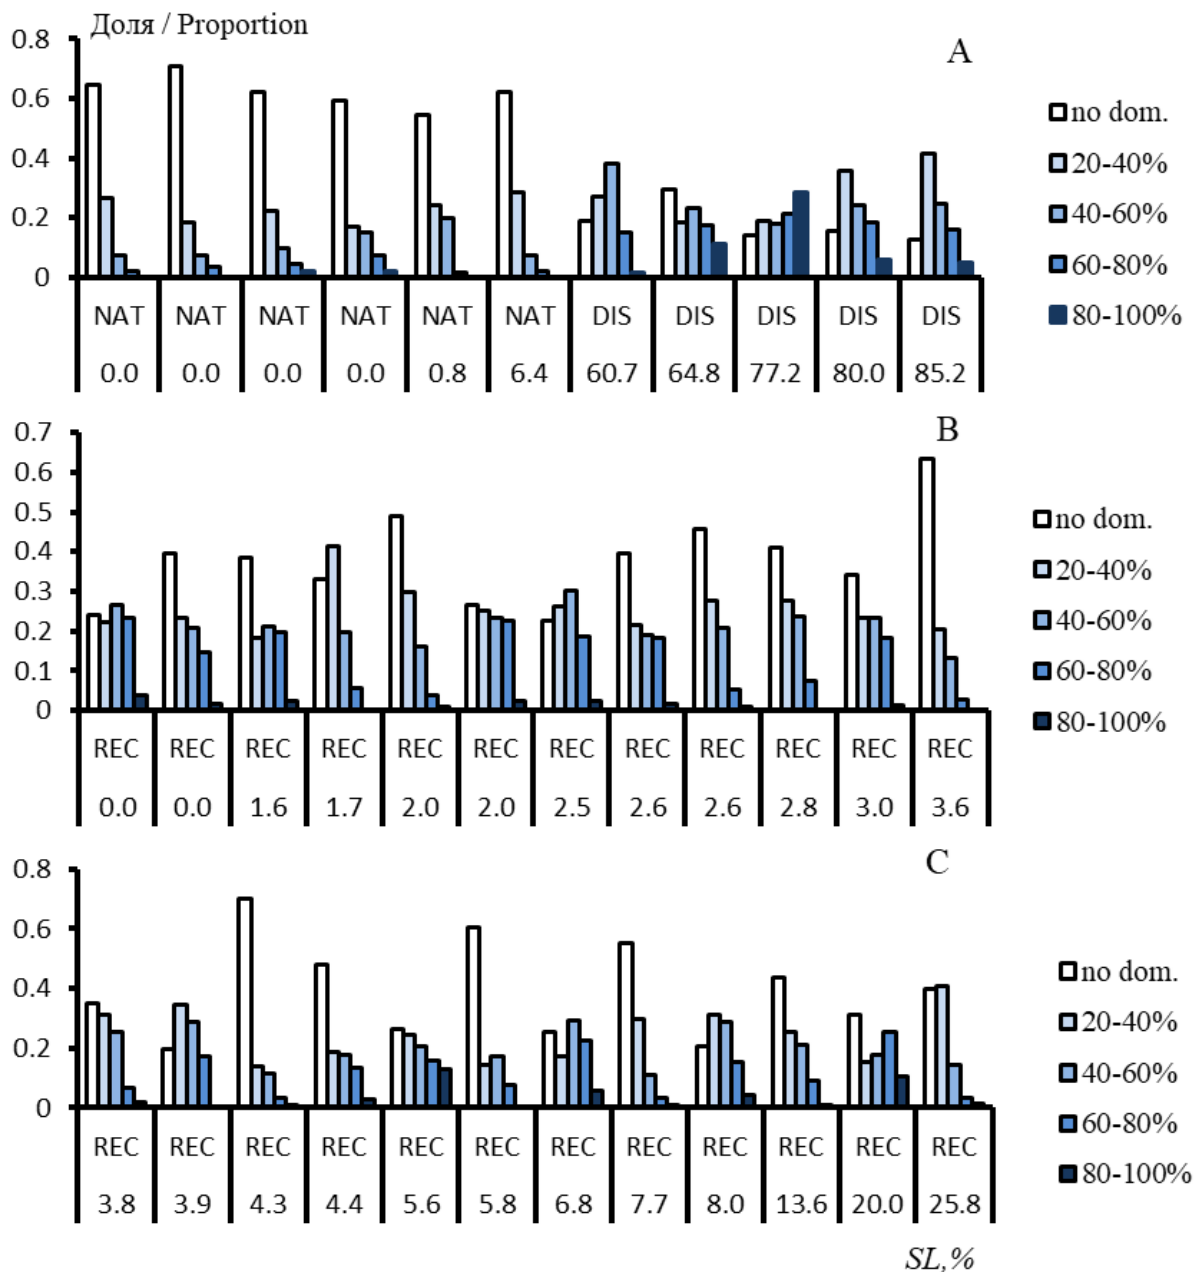 Доля / Proportion
A
0.8
0.6
0.4
0.2
0
no dom.
20-40%
40-60%
60-80%
80-100%
NAT NAT NAT NAT NAT NAT DIS DIS DIS DIS DIS
0.0 0.0 0.0 0.0 0.8 6.4 60.7 64.8 77.2 80.0 85.2
B
0.7
0.6
0.5
0.4
0.3
0.2
0.1
0
no dom.
20-40%
40-60%
60-80%
80-100%
REC REC REC REC REC REC REC REC REC REC REC REC
0.0 0.0 1.6 1.7 2.0 2.0 2.5 2.6 2.6 2.8 3.0 3.6
C
0.8
0.6
0.4
0.2
0
no dom.
20-40%
40-60%
60-80%
80-100%
REC REC REC REC REC REC REC REC REC REC REC REC
3.8 3.9 4.3 4.4 5.6 5.8 6.8 7.7 8.0 13.6 20.0 25.8
SL,%